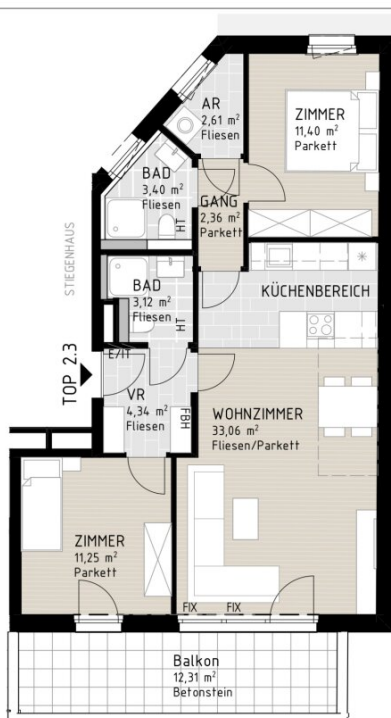 AR
2,61 m²
Fliesen
ZIMMER
11,40 m²
Parkett
BAD
3,40 m²
Fliesen
TH
GANG
2,36 m²
Parkett
STIEGENHAUS
BAD
3,12 m²
Fliesen
TH
KÜCHENBEREICH
E/IT
TOP 2.3
VR
4,34 m²
Fliesen
FBH
WOHNZIMMER
33,06 m²
Fliesen/Parkett
ZIMMER
11,25 m²
Parkett
FIX
FIX
Balkon
12,31 m²
Betonstein